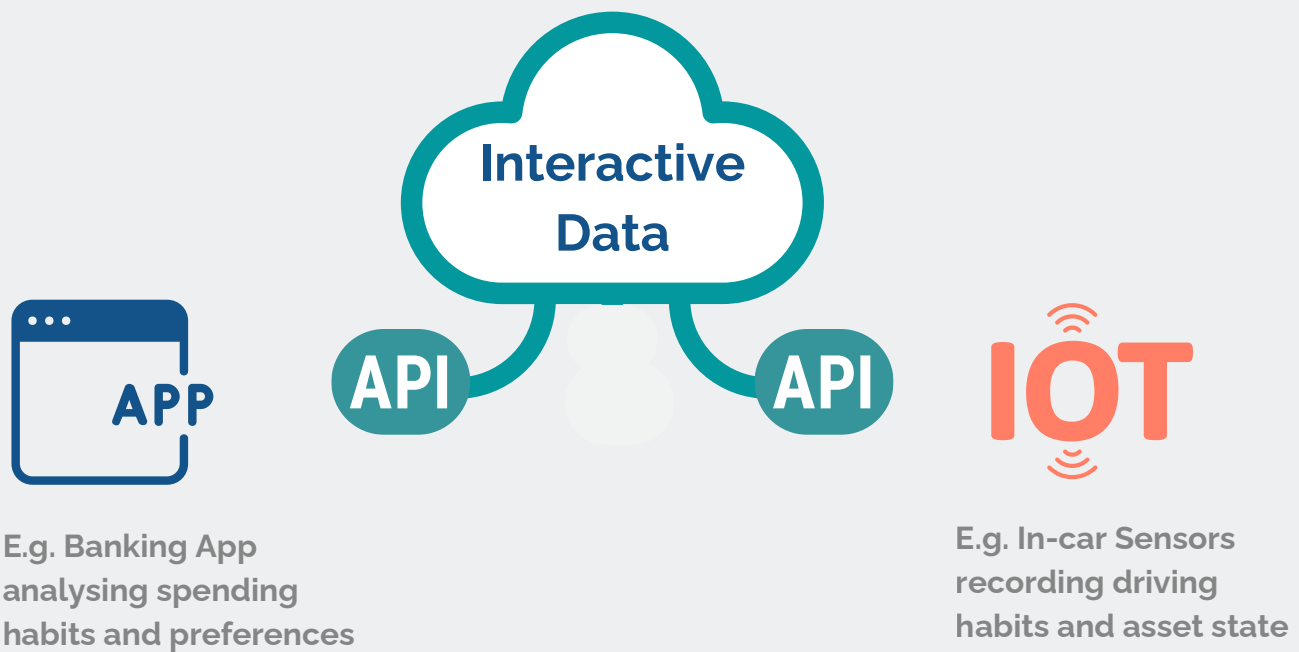 Interactive
Data
APP
API
API
IOT
E.g. Banking App
analysing spending
habits and preferences
E.g. In-car Sensors
recording driving
habits and asset state